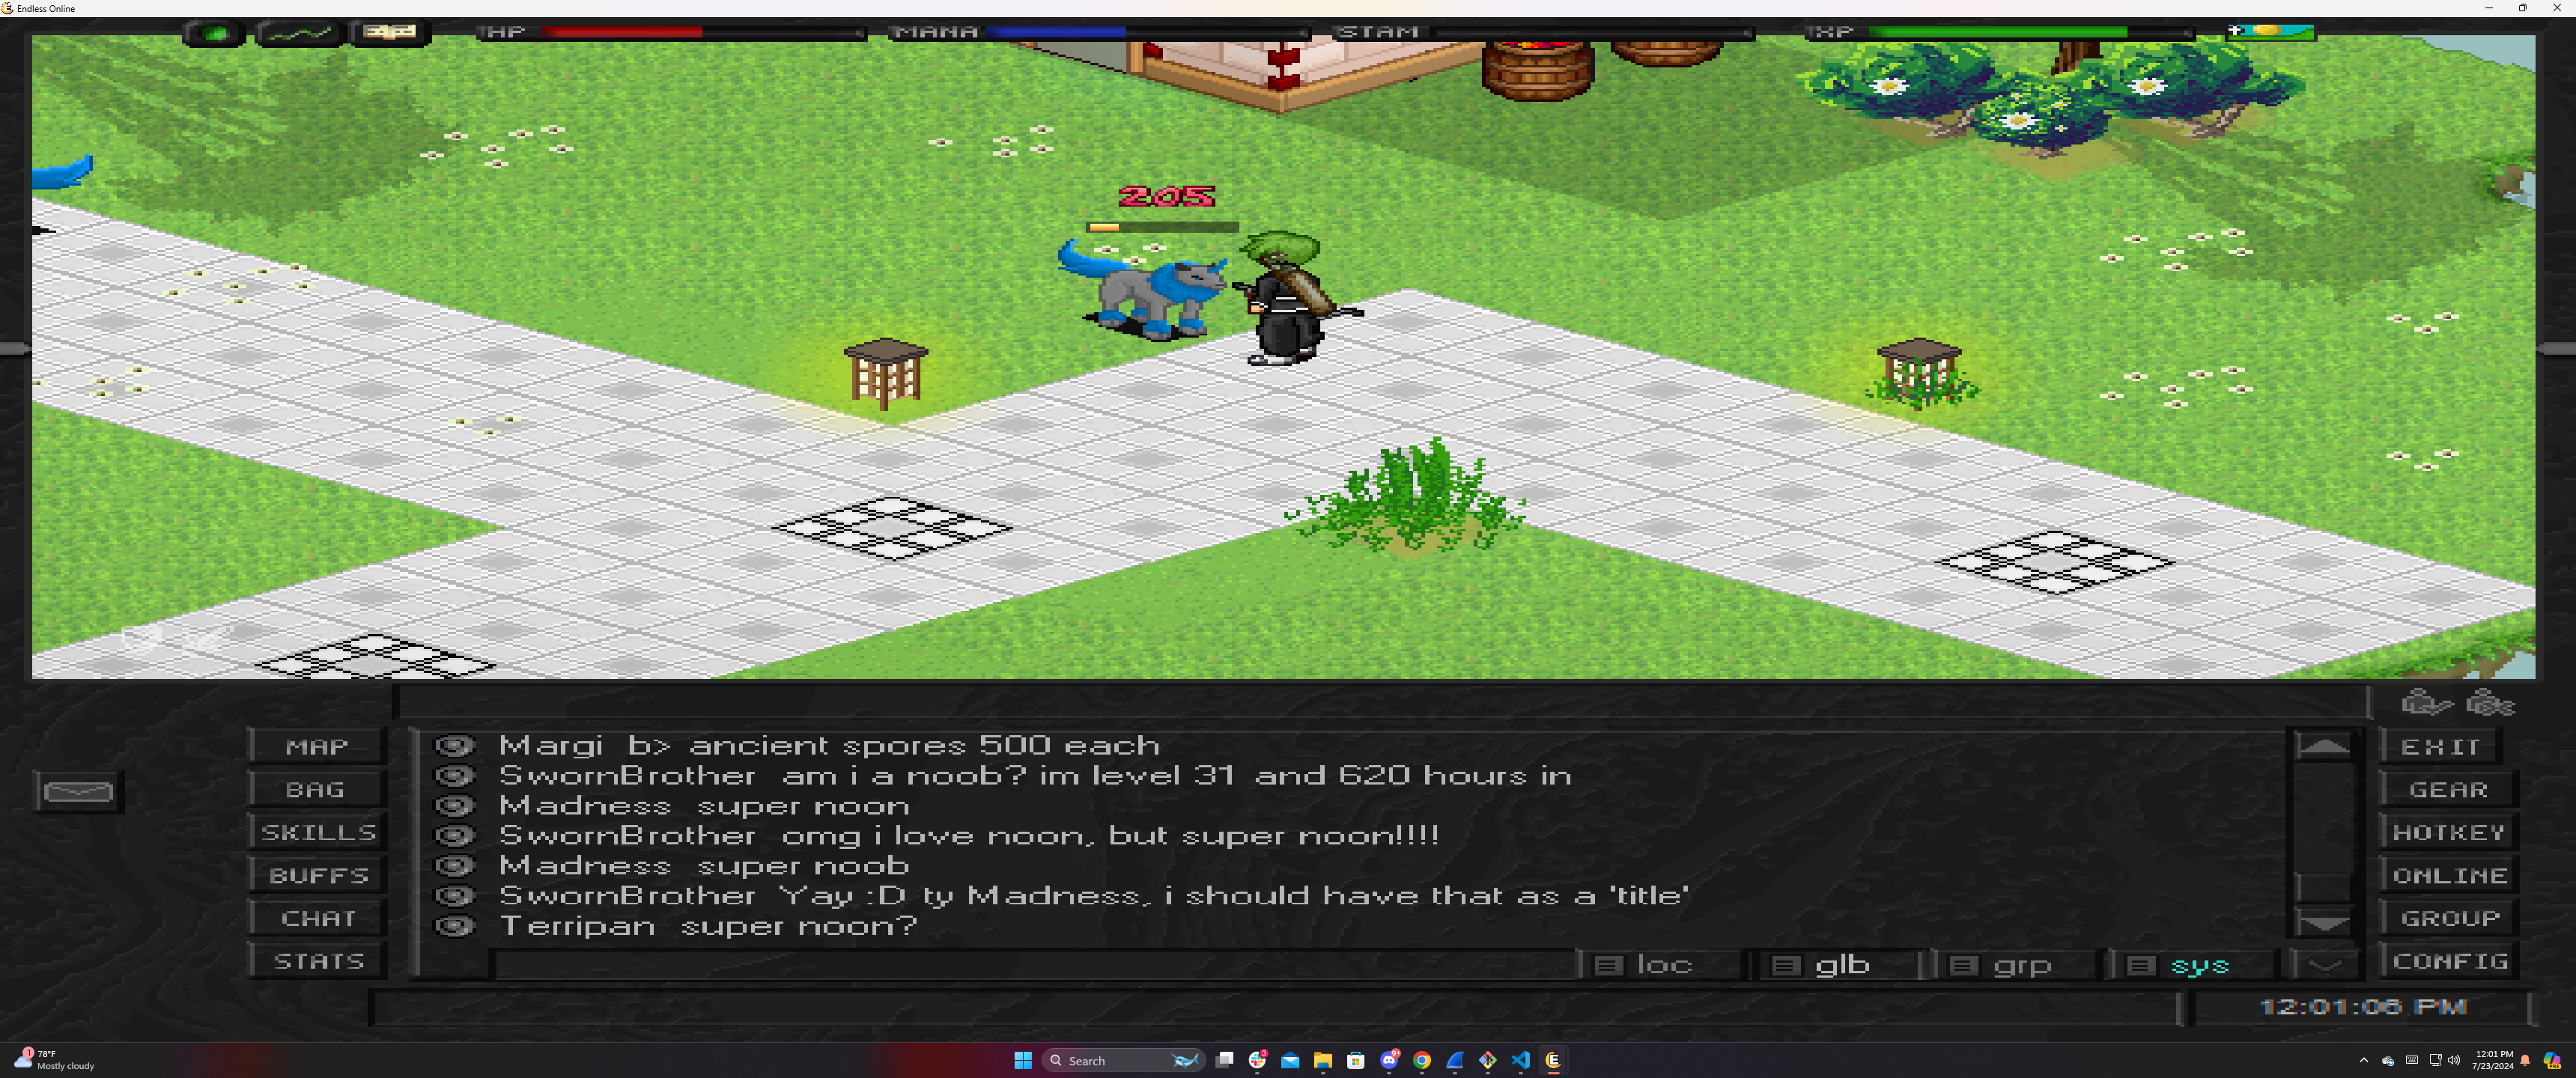 Endless Online
HP
MANA
STAM
XP
205
MAP
BAG
SKILLS
BUFFS
CHAT
STATS
Margi b> ancient spores 500 each
SwornBrother am i a noob? im level 31 and 620 hours in
Madness super noon
SwornBrother omg i love noon, but super noon!!!!
Madness super noob
SwornBrother Yay :D ty Madness, i should have that as a 'title'
Terripan super noon?
loc
glb
grp
sys
EXIT
GEAR
HOTKEY
ONLINE
GROUP
CONFIG
12:01:06 PM
1
78°F
Mostly cloudy
Search
3
9+
12:01 PM
7/23/2024